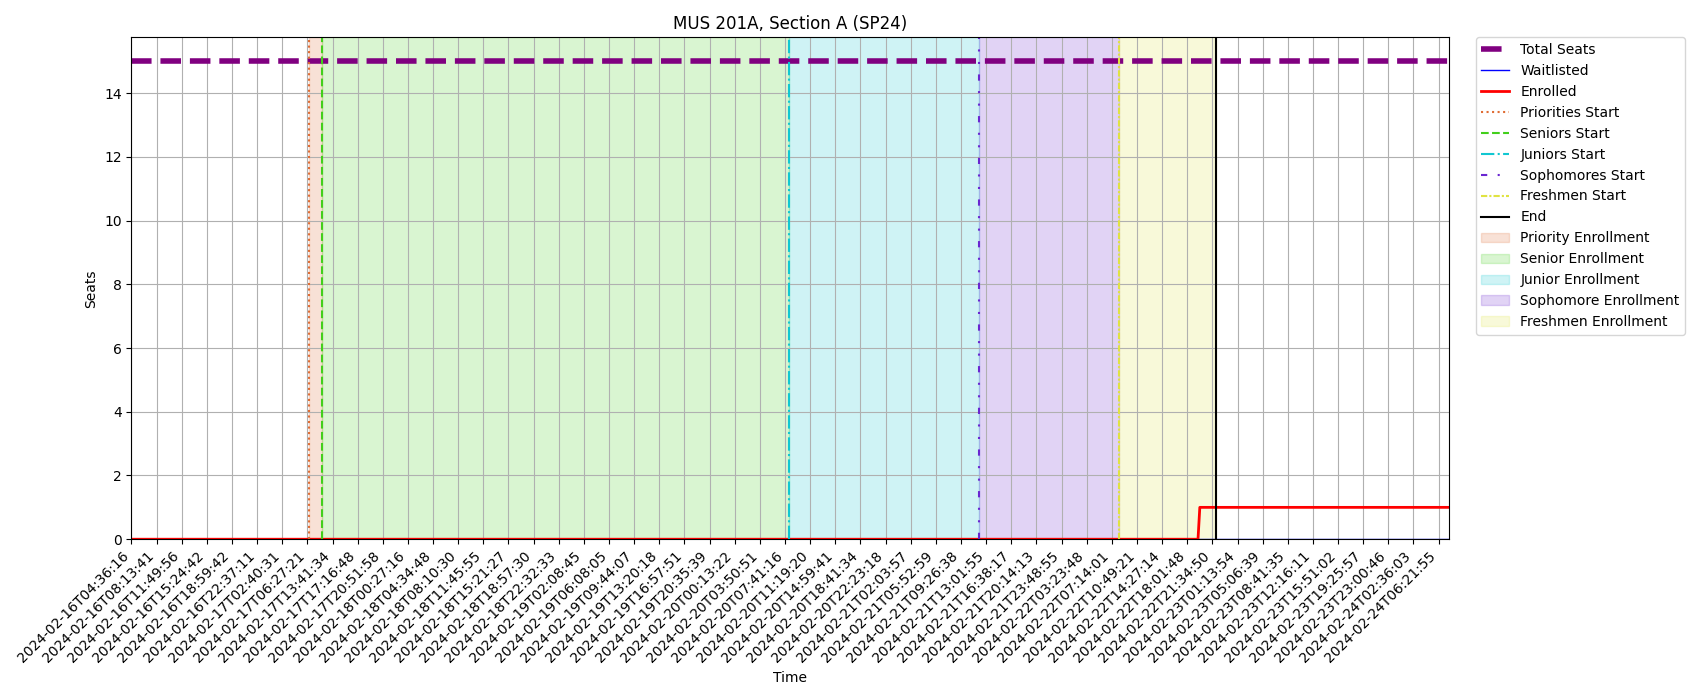 MUS 201A, Section A (SP24)
Seats
14
12
10
8
6
4
2
0
2024-02-16T04:36:16
2024-02-16T08:13:41
2024-02-16T11:49:56
2024-02-16T15:24:42
2024-02-16T18:59:42
2024-02-16T22:37:11
2024-02-17T02:40:31
2024-02-17T06:27:21
2024-02-17T13:41:34
2024-02-17T17:16:48
2024-02-17T20:51:58
2024-02-18T00:27:16
2024-02-18T04:34:48
2024-02-18T08:10:30
2024-02-18T11:45:55
2024-02-18T15:21:27
2024-02-18T18:57:30
2024-02-18T22:32:33
2024-02-19T02:08:45
2024-02-19T06:08:05
2024-02-19T09:44:07
2024-02-19T13:20:18
2024-02-19T16:57:51
2024-02-19T20:35:39
2024-02-20T00:13:22
2024-02-20T03:50:51
2024-02-20T07:41:16
2024-02-20T11:19:20
2024-02-20T14:59:41
2024-02-20T18:41:34
2024-02-20T22:23:18
2024-02-21T02:03:57
2024-02-21T05:52:59
2024-02-21T09:26:38
2024-02-21T13:01:55
2024-02-21T16:38:17
2024-02-21T20:14:13
2024-02-21T23:48:55
2024-02-22T03:23:48
2024-02-22T07:14:01
2024-02-22T10:49:21
2024-02-22T14:27:14
2024-02-22T18:01:48
2024-02-22T21:34:50
2024-02-23T01:13:54
2024-02-23T05:06:39
2024-02-23T08:41:35
2024-02-23T12:16:11
2024-02-23T15:51:02
2024-02-23T19:25:57
2024-02-23T23:00:46
2024-02-24T02:36:03
2024-02-24T06:21:55
Time
Total Seats
Waitlisted
Enrolled
Priorities Start
Seniors Start
Juniors Start
Sophomores Start
Freshmen Start
End
Priority Enrollment
Senior Enrollment
Junior Enrollment
Sophomore Enrollment
Freshmen Enrollment